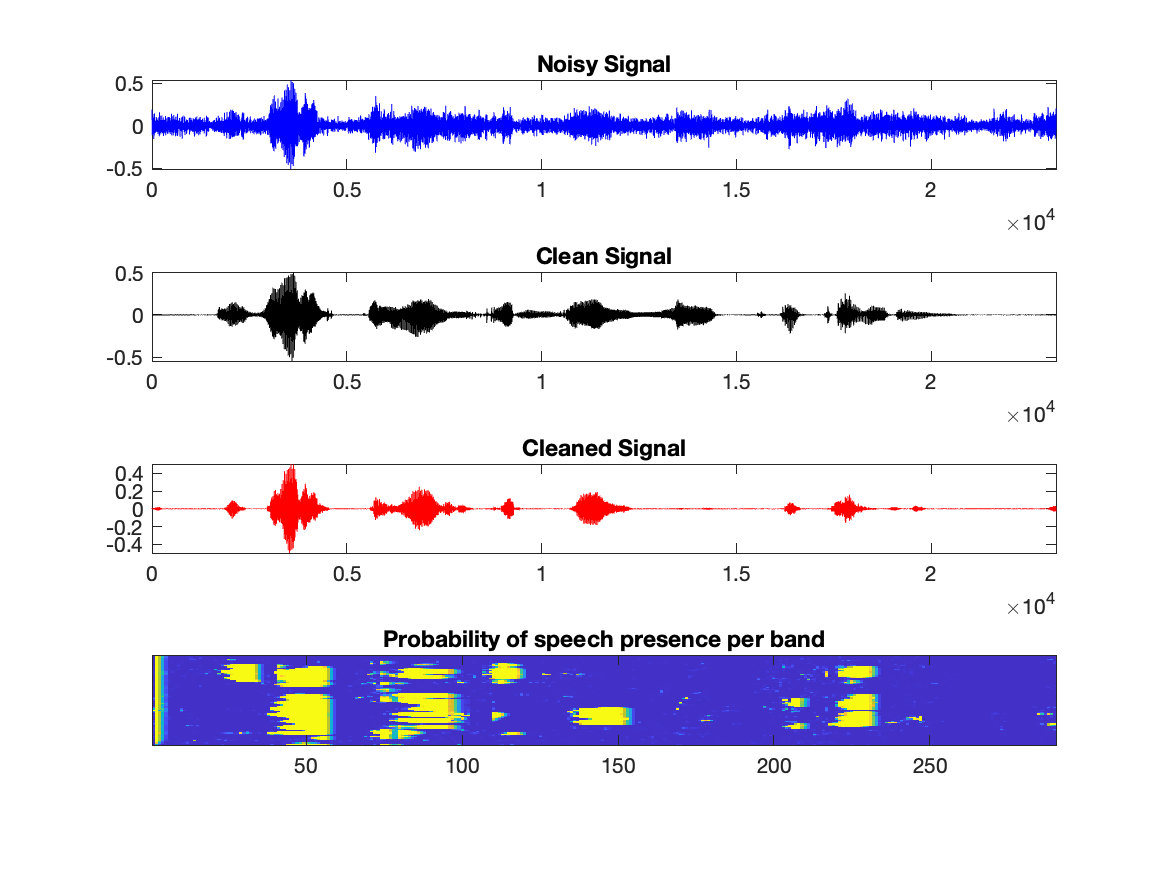 Noisy Signal
0.5
0
-0.5
0 0.5 1 1.5 2
×10^4
Clean Signal
0.5
0
-0.5
0 0.5 1 1.5 2
×10^4
Cleaned Signal
0.4
0.2
0
-0.2
-0.4
0 0.5 1 1.5 2
×10^4
Probability of speech presence per band
50 100 150 200 250